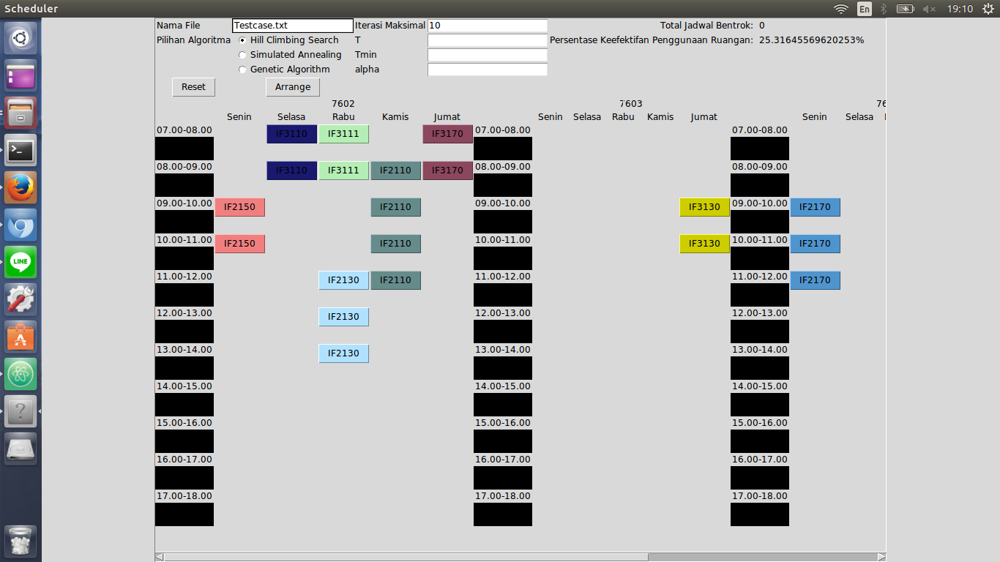 Scheduler En 19:10
Nama File Testcase.txt Iterasi Maksimal 10 Total Jadwal Bentrok: 0
Pilihan Algoritma Hill Climbing Search T Persentase Keefektifan Penggunaan Ruangan: 25.31645569620253%
Simulated Annealing Tmin
Genetic Algorithm alpha
Reset Arrange
7602 7603
Senin Selasa Rabu Kamis Jumat Senin Selasa Rabu Kamis Jumat Senin Selasa
07.00-08.00 IF3110 IF3111 IF3170 07.00-08.00 07.00-08.00
08.00-09.00 IF3110 IF3111 IF2110 IF3170 08.00-09.00 08.00-09.00
09.00-10.00 IF2150 IF2110 09.00-10.00 IF3130 09.00-10.00 IF2170
10.00-11.00 IF2150 IF2110 10.00-11.00 IF3130 10.00-11.00 IF2170
11.00-12.00 IF2130 IF2110 11.00-12.00 11.00-12.00 IF2170
12.00-13.00 IF2130 12.00-13.00 12.00-13.00
13.00-14.00 IF2130 13.00-14.00 13.00-14.00
14.00-15.00 14.00-15.00 14.00-15.00
15.00-16.00 15.00-16.00 15.00-16.00
16.00-17.00 16.00-17.00 16.00-17.00
17.00-18.00 17.00-18.00 17.00-18.00
LINE